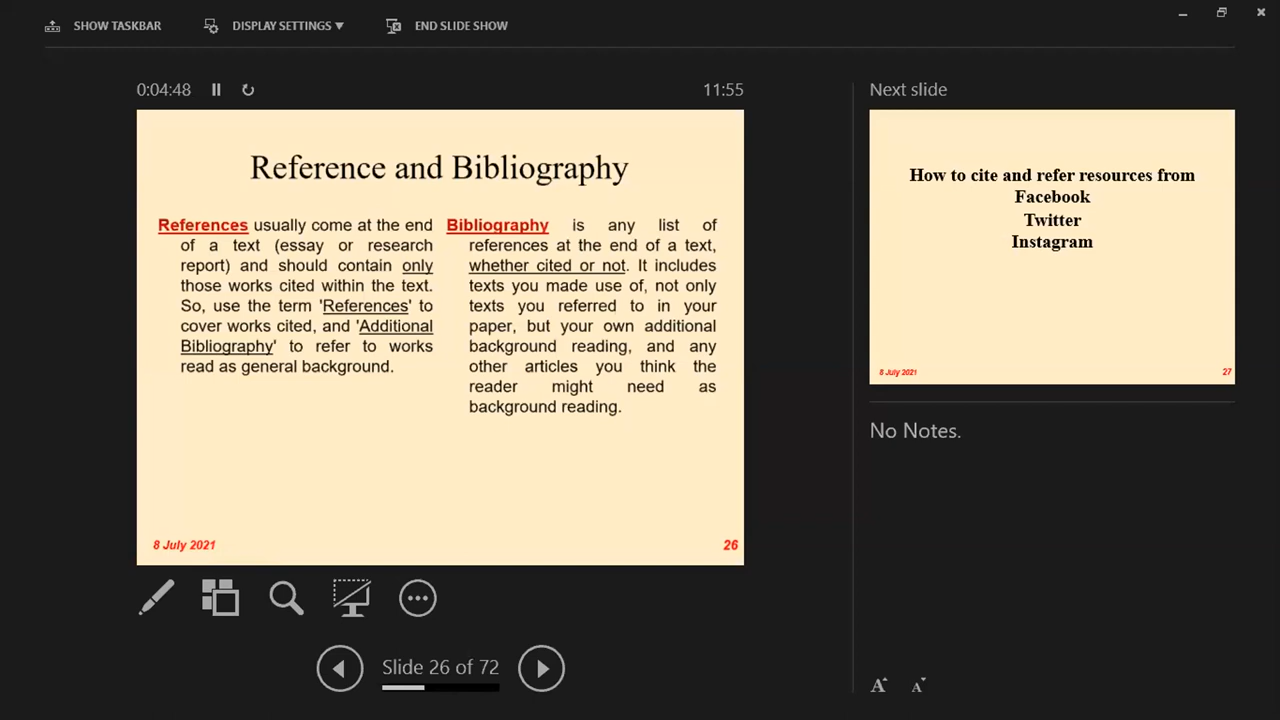 SHOW TASKBAR
DISPLAY SETTINGS ▼
END SLIDE SHOW
0:04:48
11:55
Reference and Bibliography
References usually come at the end
of a text (essay or research
report) and should contain only
those works cited within the text.
So, use the term 'References' to
cover works cited, and 'Additional
Bibliography' to refer to works
read as general background.
Bibliography is any list of
references at the end of a text,
whether cited or not. It includes
texts you made use of, not only
texts you referred to in your
paper, but your own additional
background reading, and any
other articles you think the
reader might need as
background reading.
8 July 2021
26
Slide 26 of 72
Next slide
How to cite and refer resources from
Facebook
Twitter
Instagram
8 July 2021
27
No Notes.
A A